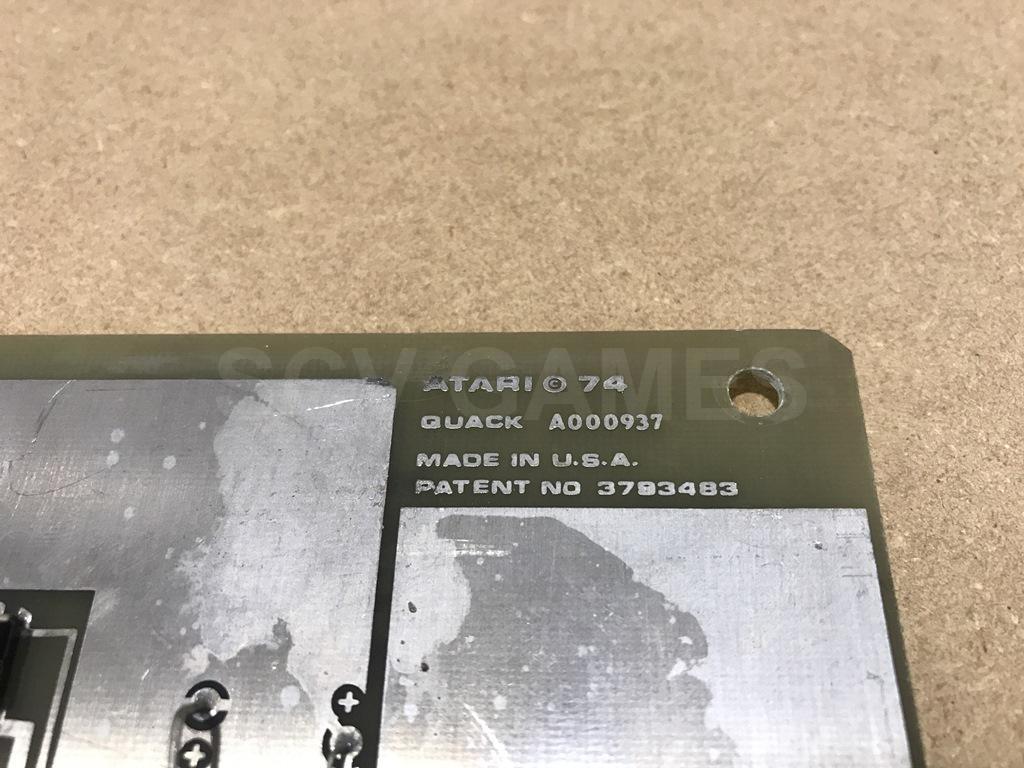 SCV GAMES
ATARI © 74
QUACK A000937
MADE IN U.S.A.
PATENT NO 3793483